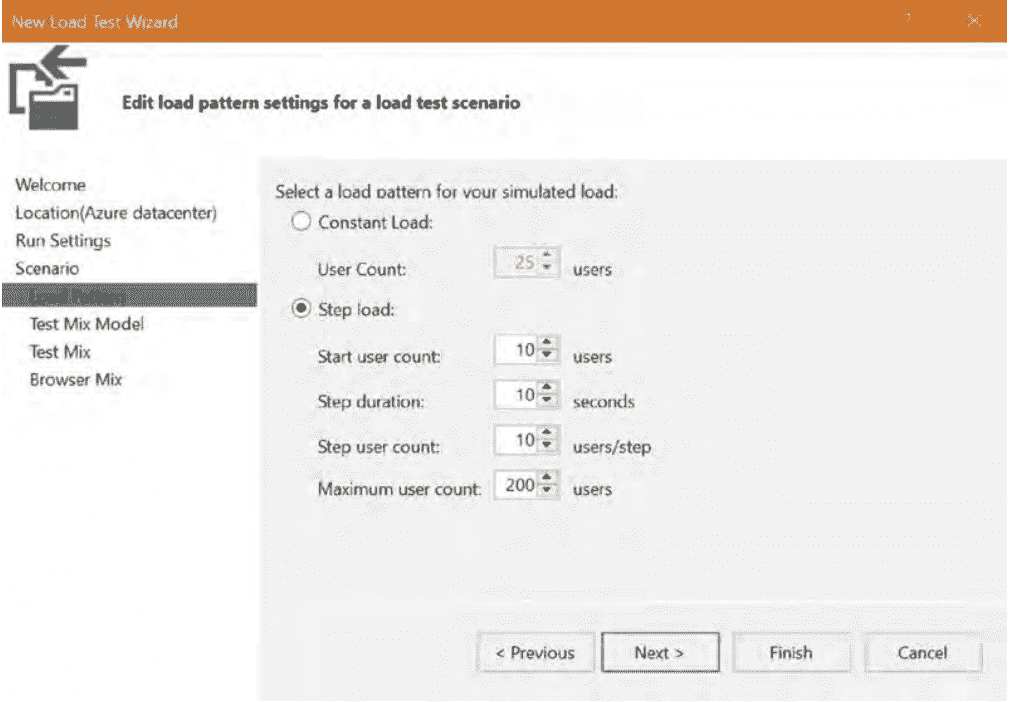 New Load Test Wizard
?
Edit load pattern settings for a load test scenario
Welcome
Location(Azure datacenter)
Run Settings
Scenario
Load Pattern
Test Mix Model
Test Mix
Browser Mix
Select a load pattern for your simulated load:
Constant Load:
User Count: 25 users
Step load:
Start user count: 10 users
Step duration: 10 seconds
Step user count: 10 users/step
Maximum user count: 200 users
< Previous Next > Finish Cancel